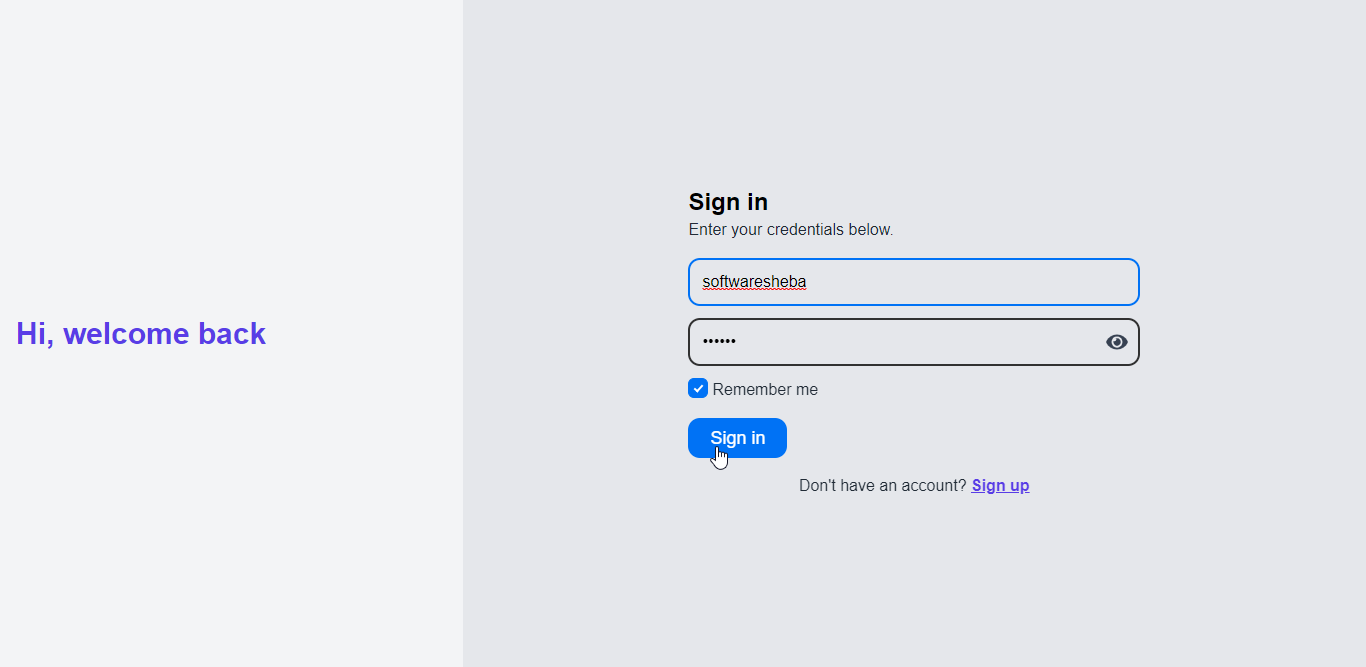 Hi, welcome back
Sign in
Enter your credentials below.
softwaresheba
••••••
Remember me
Sign in
Don't have an account? Sign up